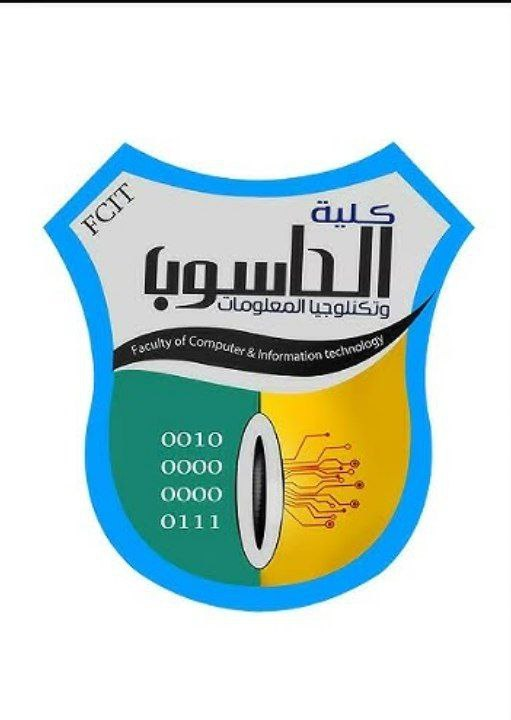 FCIT
كلية
الحاسوب
وتكنلوجيا المعلومات
Faculty of Computer & Information technology
0010
0000
0000
0111